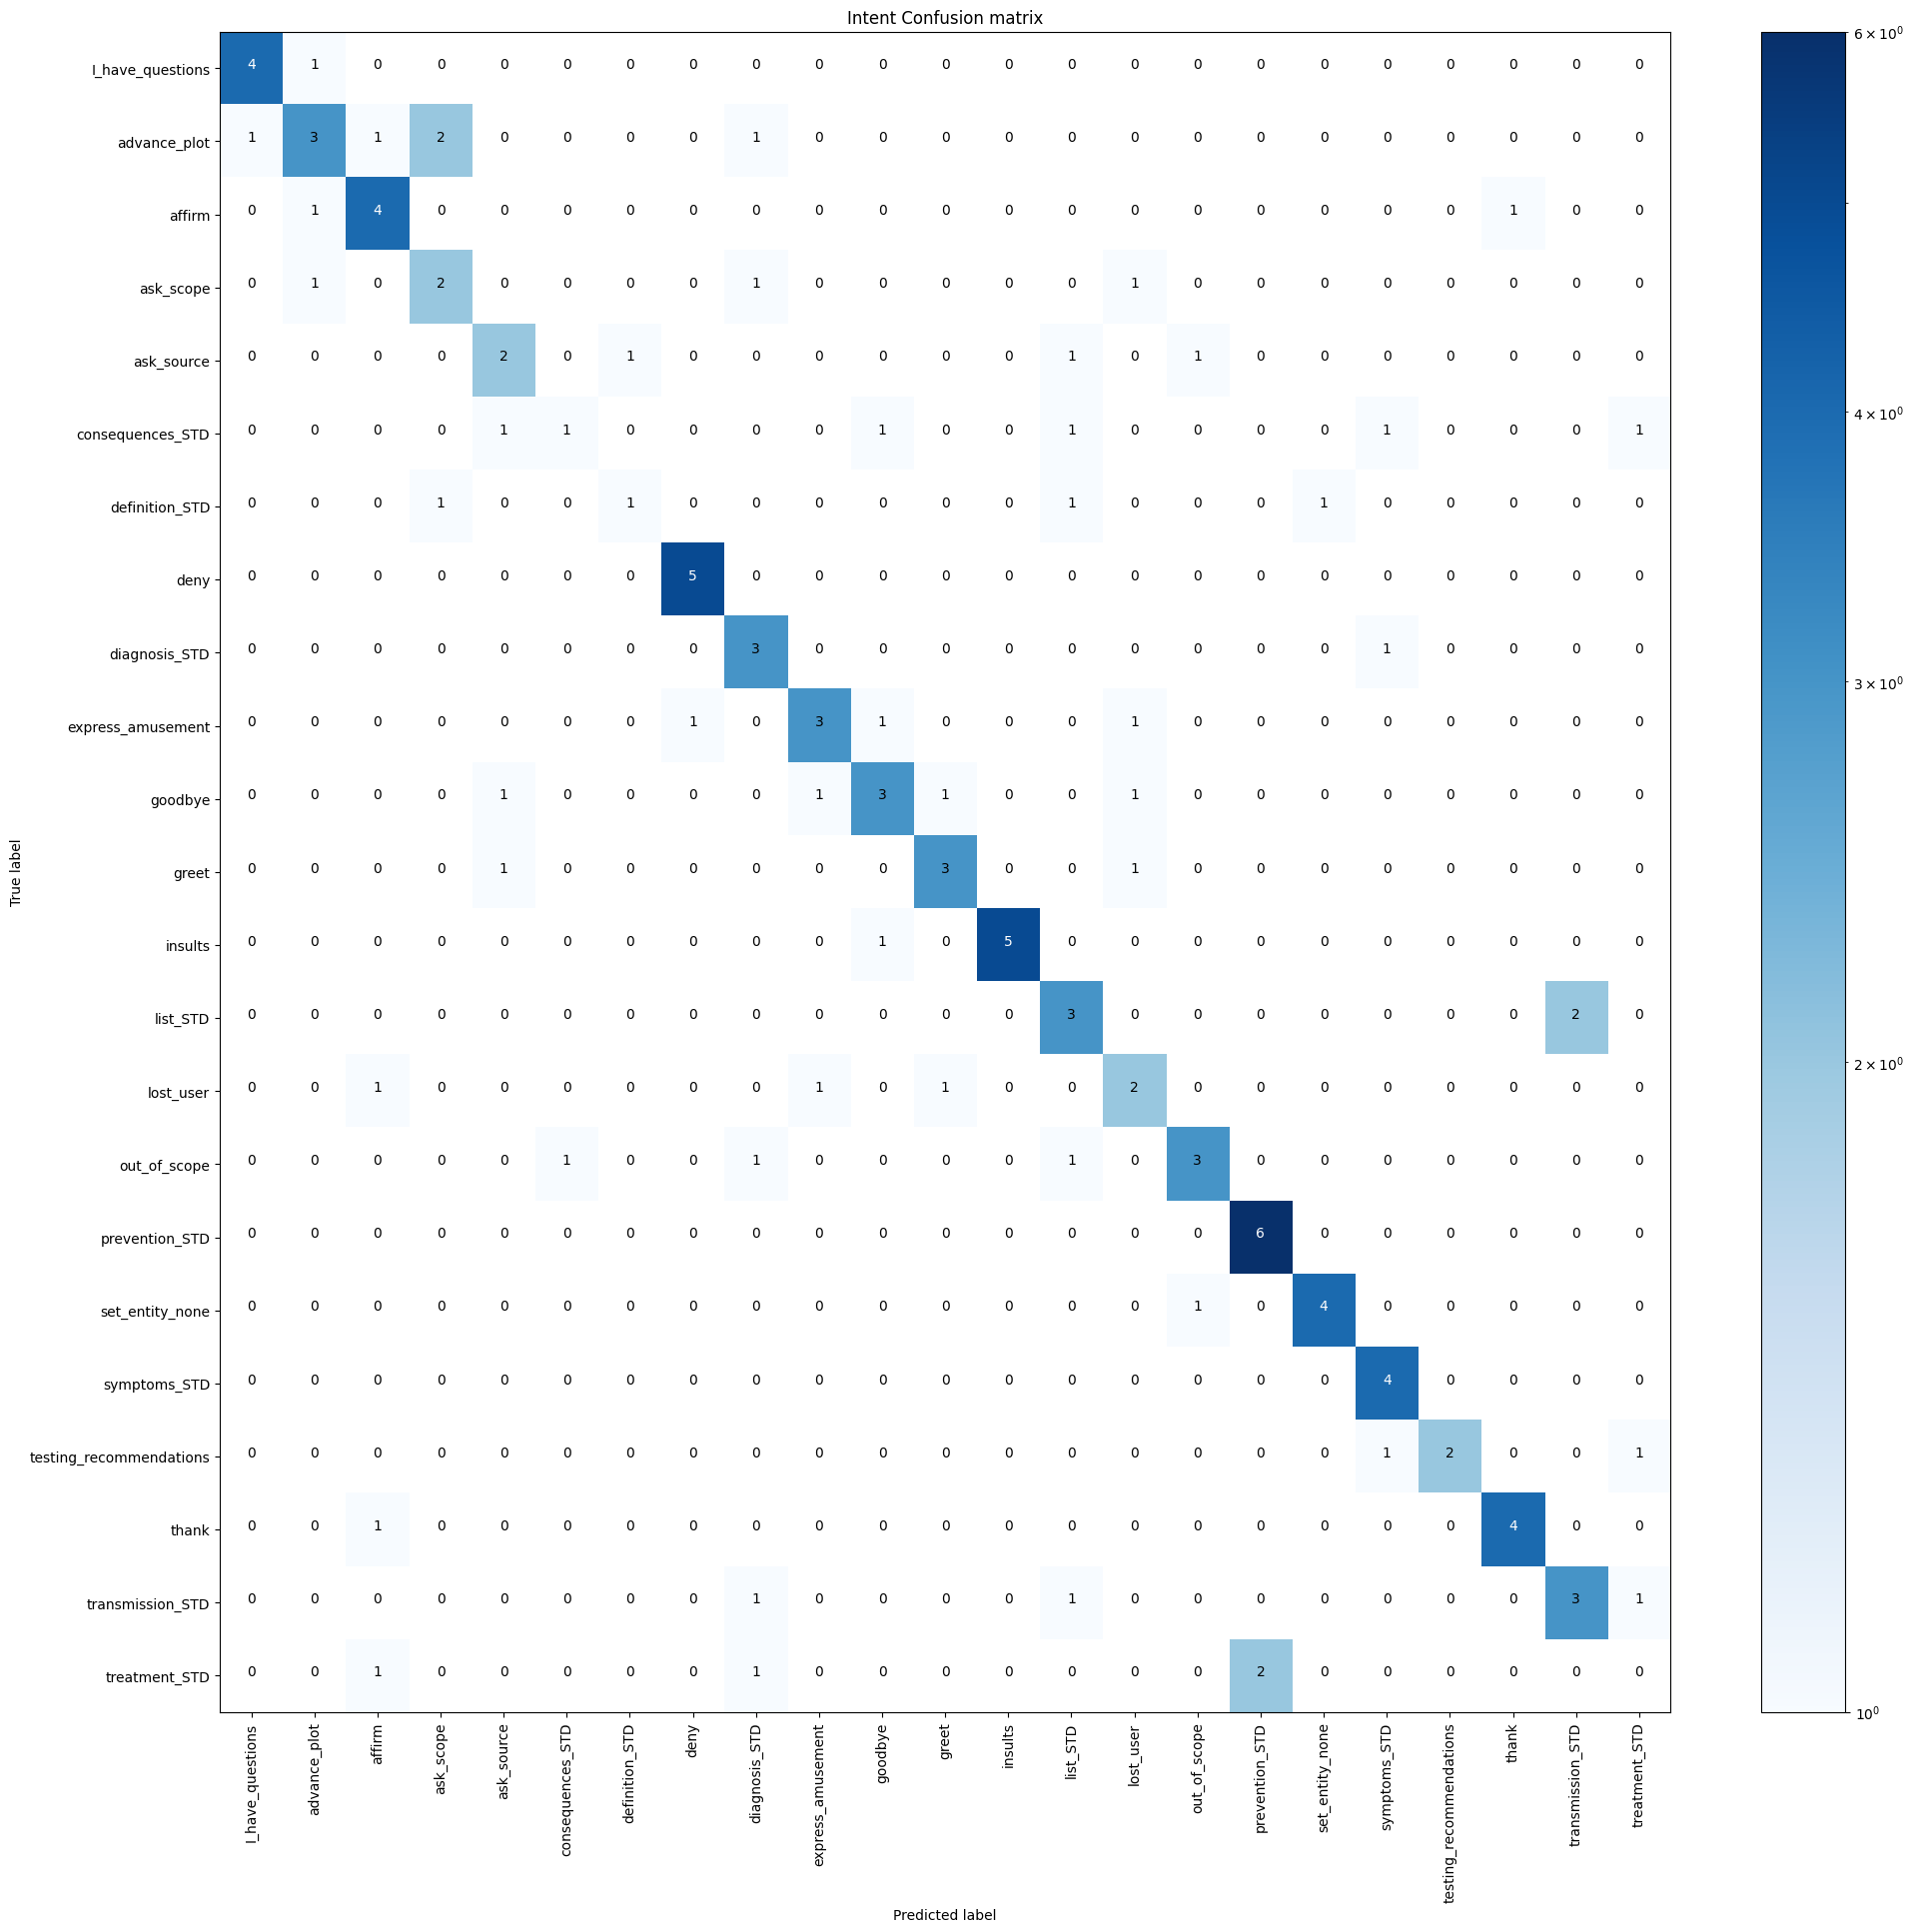 Intent Confusion matrix
I_have_questions 4 1 0 0 0 0 0 0 0 0 0 0 0 0 0 0 0 0 0 0 0 0 0
advance_plot 1 3 1 2 0 0 0 0 1 0 0 0 0 0 0 0 0 0 0 0 0 0 0
affirm 0 1 4 0 0 0 0 0 0 0 0 0 0 0 0 0 0 0 0 0 1 0 0
ask_scope 0 1 0 2 0 0 0 0 1 0 0 0 0 0 1 0 0 0 0 0 0 0 0
ask_source 0 0 0 0 2 0 1 0 0 0 0 0 0 1 0 1 0 0 0 0 0 0 0
consequences_STD 0 0 0 0 1 1 0 0 0 0 1 0 0 1 0 0 0 0 1 0 0 0 1
definition_STD 0 0 0 1 0 0 1 0 0 0 0 0 0 1 0 0 0 1 0 0 0 0 0
deny 0 0 0 0 0 0 0 5 0 0 0 0 0 0 0 0 0 0 0 0 0 0 0
diagnosis_STD 0 0 0 0 0 0 0 0 3 0 0 0 0 0 0 0 0 0 1 0 0 0 0
express_amusement 0 0 0 0 0 0 0 1 0 3 1 0 0 0 1 0 0 0 0 0 0 0 0
goodbye 0 0 0 0 1 0 0 0 0 1 3 1 0 0 1 0 0 0 0 0 0 0 0
greet 0 0 0 0 1 0 0 0 0 0 0 3 0 0 1 0 0 0 0 0 0 0 0
insults 0 0 0 0 0 0 0 0 0 0 1 0 5 0 0 0 0 0 0 0 0 0 0
list_STD 0 0 0 0 0 0 0 0 0 0 0 0 0 3 0 0 0 0 0 0 0 2 0
lost_user 0 0 1 0 0 0 0 0 0 1 0 1 0 0 2 0 0 0 0 0 0 0 0
out_of_scope 0 0 0 0 0 1 0 0 1 0 0 0 0 1 0 3 0 0 0 0 0 0 0
prevention_STD 0 0 0 0 0 0 0 0 0 0 0 0 0 0 0 0 6 0 0 0 0 0 0
set_entity_none 0 0 0 0 0 0 0 0 0 0 0 0 0 0 0 1 0 4 0 0 0 0 0
symptoms_STD 0 0 0 0 0 0 0 0 0 0 0 0 0 0 0 0 0 0 4 0 0 0 0
testing_recommendations 0 0 0 0 0 0 0 0 0 0 0 0 0 0 0 0 0 0 1 2 0 0 1
thank 0 0 1 0 0 0 0 0 0 0 0 0 0 0 0 0 0 0 0 0 4 0 0
transmission_STD 0 0 0 0 0 0 0 0 1 0 0 0 0 1 0 0 0 0 0 0 0 3 1
treatment_STD 0 0 1 0 0 0 0 0 1 0 0 0 0 0 0 0 2 0 0 0 0 0 0
True label
I_have_questions
advance_plot
affirm
ask_scope
ask_source
consequences_STD
definition_STD
deny
diagnosis_STD
express_amusement
goodbye
greet
insults
list_STD
lost_user
out_of_scope
prevention_STD
set_entity_none
symptoms_STD
testing_recommendations
thank
transmission_STD
treatment_STD
Predicted label
6 × 10⁰
4 × 10⁰
3 × 10⁰
2 × 10⁰
10⁰